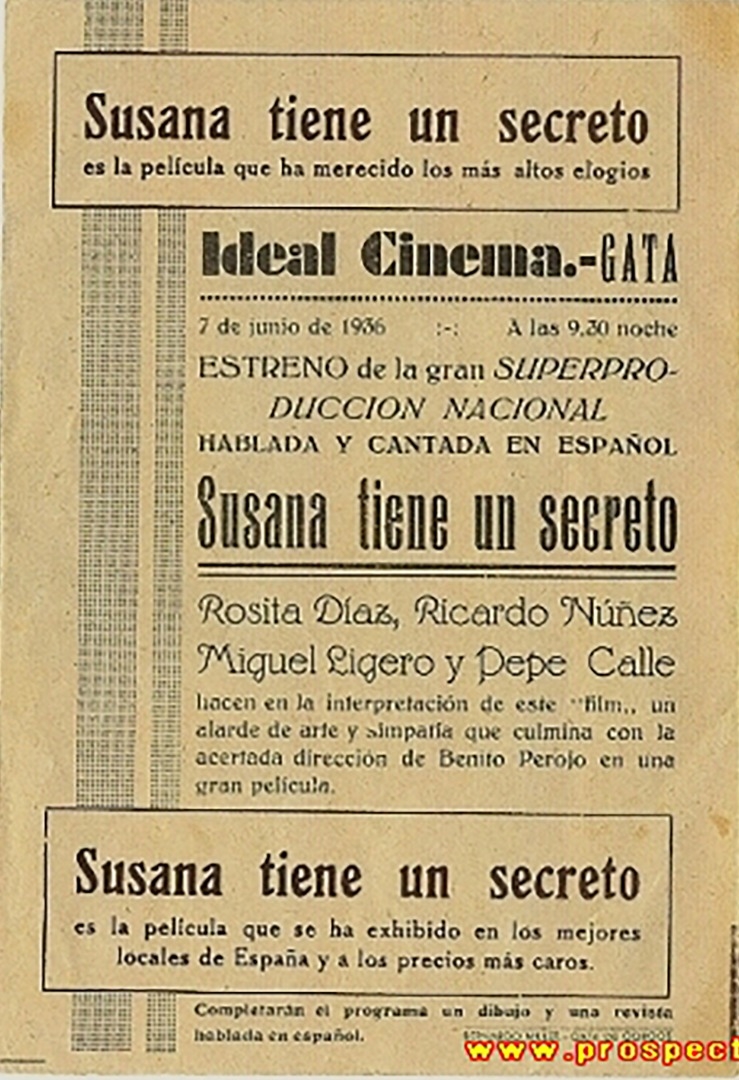 Susana tiene un secreto
es la película que ha merecido los más altos elogios
Ideal Cinema.-GATA
7 de junio de 1936 :-: A las 9,30 noche
ESTRENO de la gran SUPERPRO-
DUCCION NACIONAL
HABLADA Y CANTADA EN ESPAÑOL
Susana tiene un secreto
Rosita Díaz, Ricardo Núñez
Miguel Ligero y Pepe Calle
hacen en la interpretación de este "film,, un
alarde de arte y simpatía que culmina con la
acertada dirección de Benito Perojo en una
gran película.
Susana tiene un secreto
es la película que se ha exhibido en los mejores
locales de España y a los precios más caros.
Completarán el programa un dibujo y una revista
hablada en español.
www.prospect